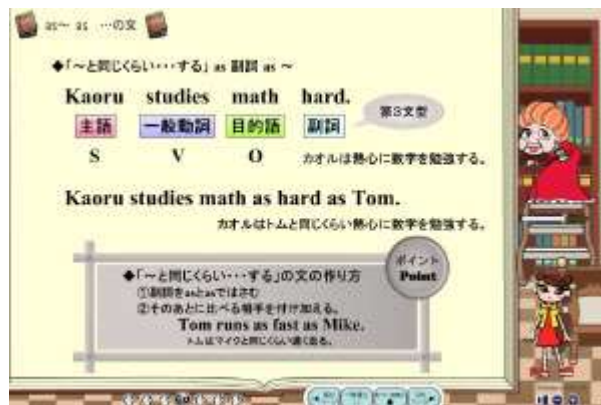 as～ as …の文
◆「～と同じくらい・・・する」 as 副詞 as ～
Kaoru studies math hard.
第3文型
主語 一般動詞 目的語 副詞
S V O カオルは熱心に数学を勉強する。
Kaoru studies math as hard as Tom.
カオルはトムと同じくらい熱心に数学を勉強する。
ポイント
Point
◆「～と同じくらい・・・する」の文の作り方
①副詞をasとasではさむ
②そのあとに比べる相手を付け加える。
Tom runs as fast as Mike.
トムはマイクと同じくらい速く走る。